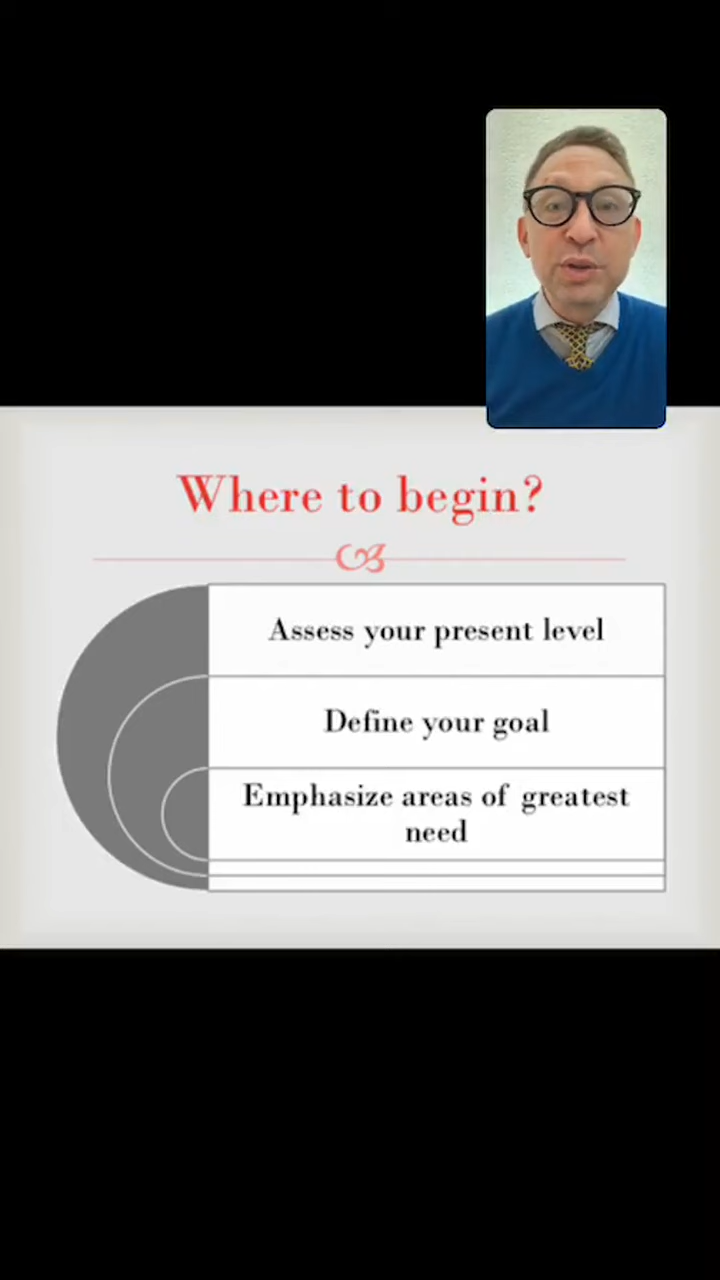 Where to begin?
Assess your present level
Define your goal
Emphasize areas of greatest
need